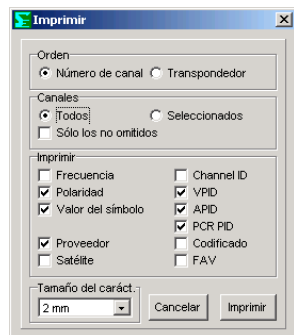 Imprimir
Orden
Número de canal Transpondedor
Canales
Todos Seleccionados
Sólo los no omitidos
Imprimir
Frecuencia Channel ID
Polaridad VPID
Valor del símbolo APID
PCR PID
Proveedor Codificado
Satélite FAV
Tamaño del caráct.
2 mm Cancelar Imprimir